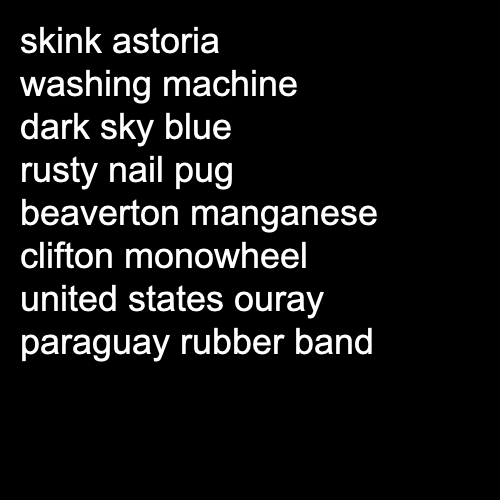 skink astoria
washing machine
dark sky blue
rusty nail pug
beaverton manganese
clifton monowheel
united states ouray
paraguay rubber band